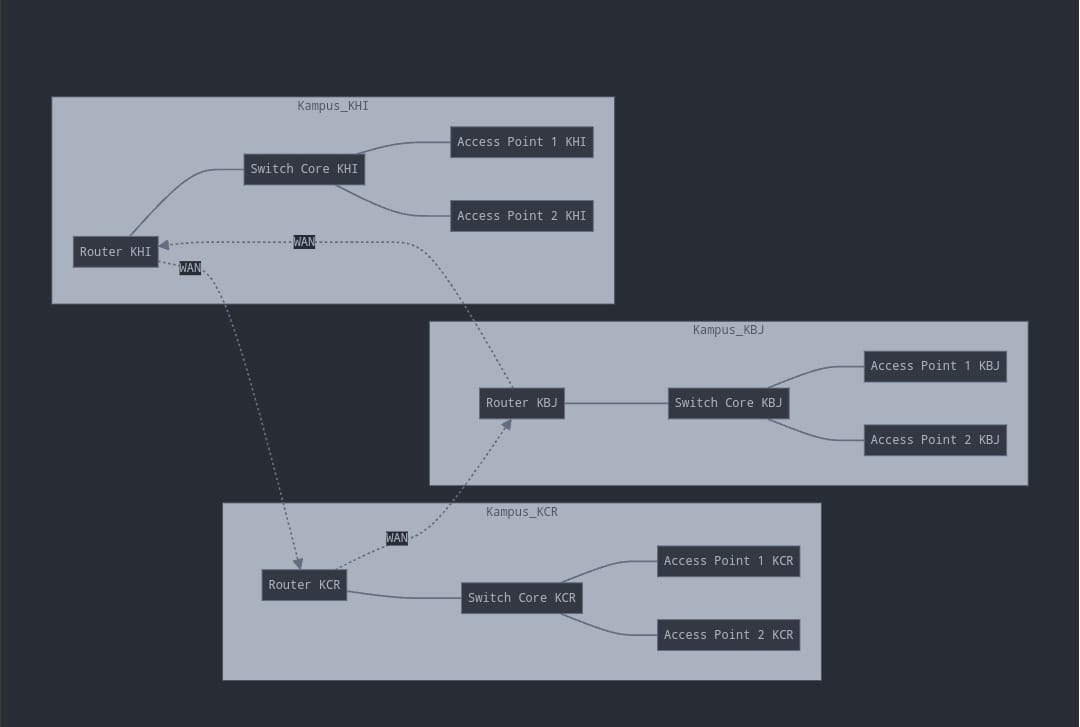 Kampus_KHI
Access Point 1 KHI
Switch Core KHI
Access Point 2 KHI
Router KHI
WAN
WAN
Kampus_KBJ
Access Point 1 KBJ
Router KBJ
Switch Core KBJ
Access Point 2 KBJ
Kampus_KCR
WAN
Access Point 1 KCR
Router KCR
Switch Core KCR
Access Point 2 KCR